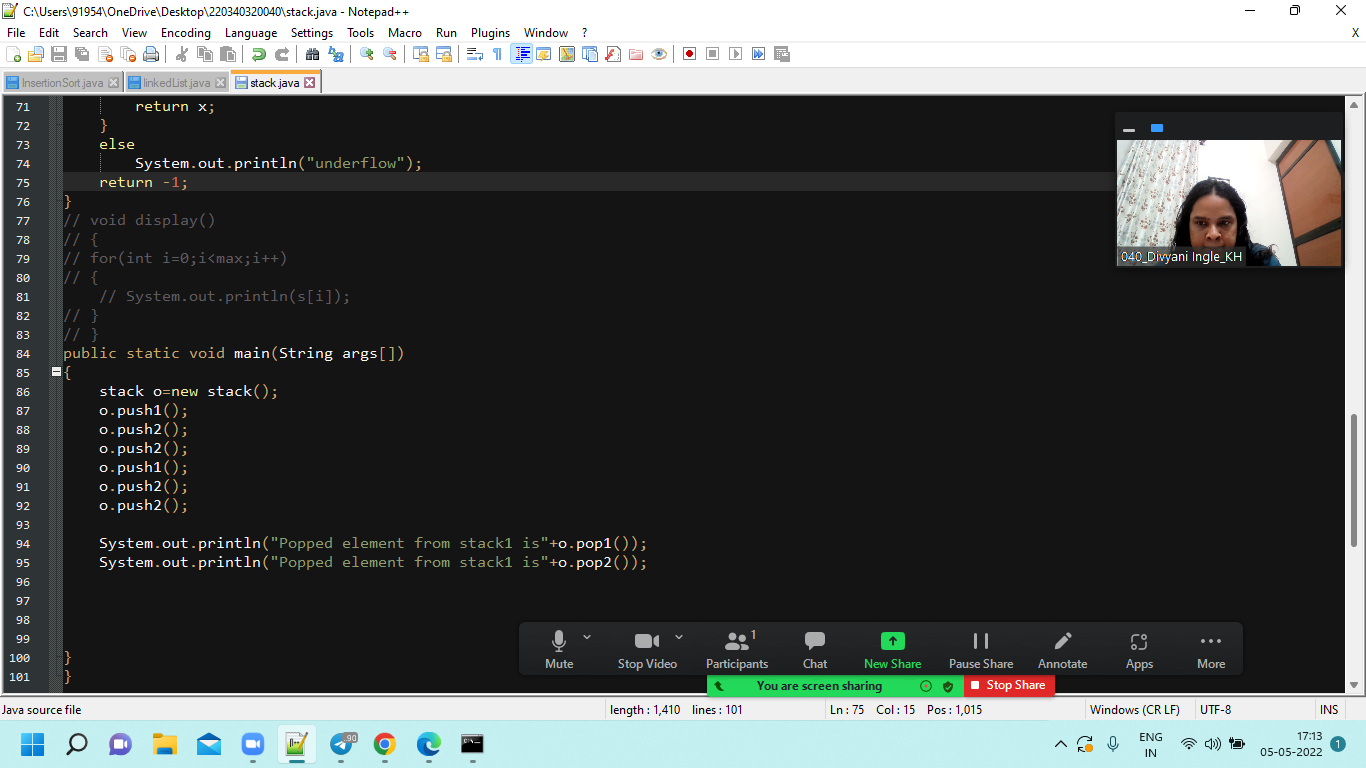 C:\Users\91954\OneDrive\Desktop\220340320040\stack.java - Notepad++
File Edit Search View Encoding Language Settings Tools Macro Run Plugins Window ? X
InsertionSort.java linkedList.java stack.java
71 return x;
72 }
73 else
74 System.out.println("underflow");
75 return -1;
76 }
77 // void display()
78 // {
79 // for(int i=0;i<max;i++)
80 // {
81 // System.out.println(s[i]);
82 // }
83 // }
84 public static void main(String args[])
85 {
86 stack o=new stack();
87 o.push1();
88 o.push2();
89 o.push2();
90 o.push1();
91 o.push2();
92 o.push2();
93
94 System.out.println("Popped element from stack1 is"+o.pop1());
95 System.out.println("Popped element from stack1 is"+o.pop2());
96
97
98
99
100 }
101 }
040_Divyani Ingle_KH
1
Mute Stop Video Participants Chat New Share Pause Share Annotate Apps More
You are screen sharing Stop Share
Java source file length : 1,410 lines : 101 Ln : 75 Col : 15 Pos : 1,015 Windows (CR LF) UTF-8 INS
90
ENG
IN
17:13
05-05-2022
1